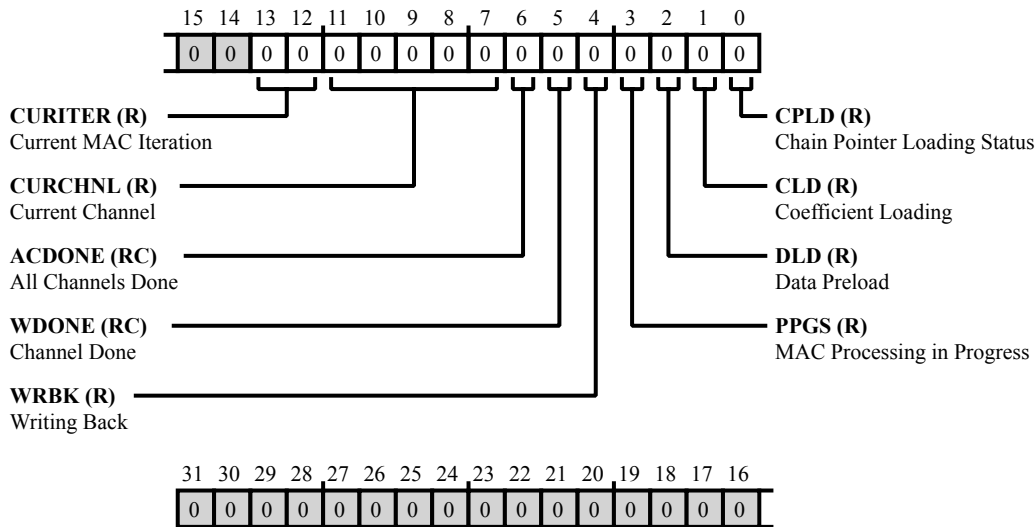 15 14 13 12 11 10 9 8 7 6 5 4 3 2 1 0
0 0 0 0 0 0 0 0 0 0 0 0 0 0 0 0
CURITER (R)
Current MAC Iteration
CURCHNL (R)
Current Channel
ACDONE (RC)
All Channels Done
WDONE (RC)
Channel Done
WRBK (R)
Writing Back
CPLD (R)
Chain Pointer Loading Status
CLD (R)
Coefficient Loading
DLD (R)
Data Preload
PPGS (R)
MAC Processing in Progress
31 30 29 28 27 26 25 24 23 22 21 20 19 18 17 16
0 0 0 0 0 0 0 0 0 0 0 0 0 0 0 0